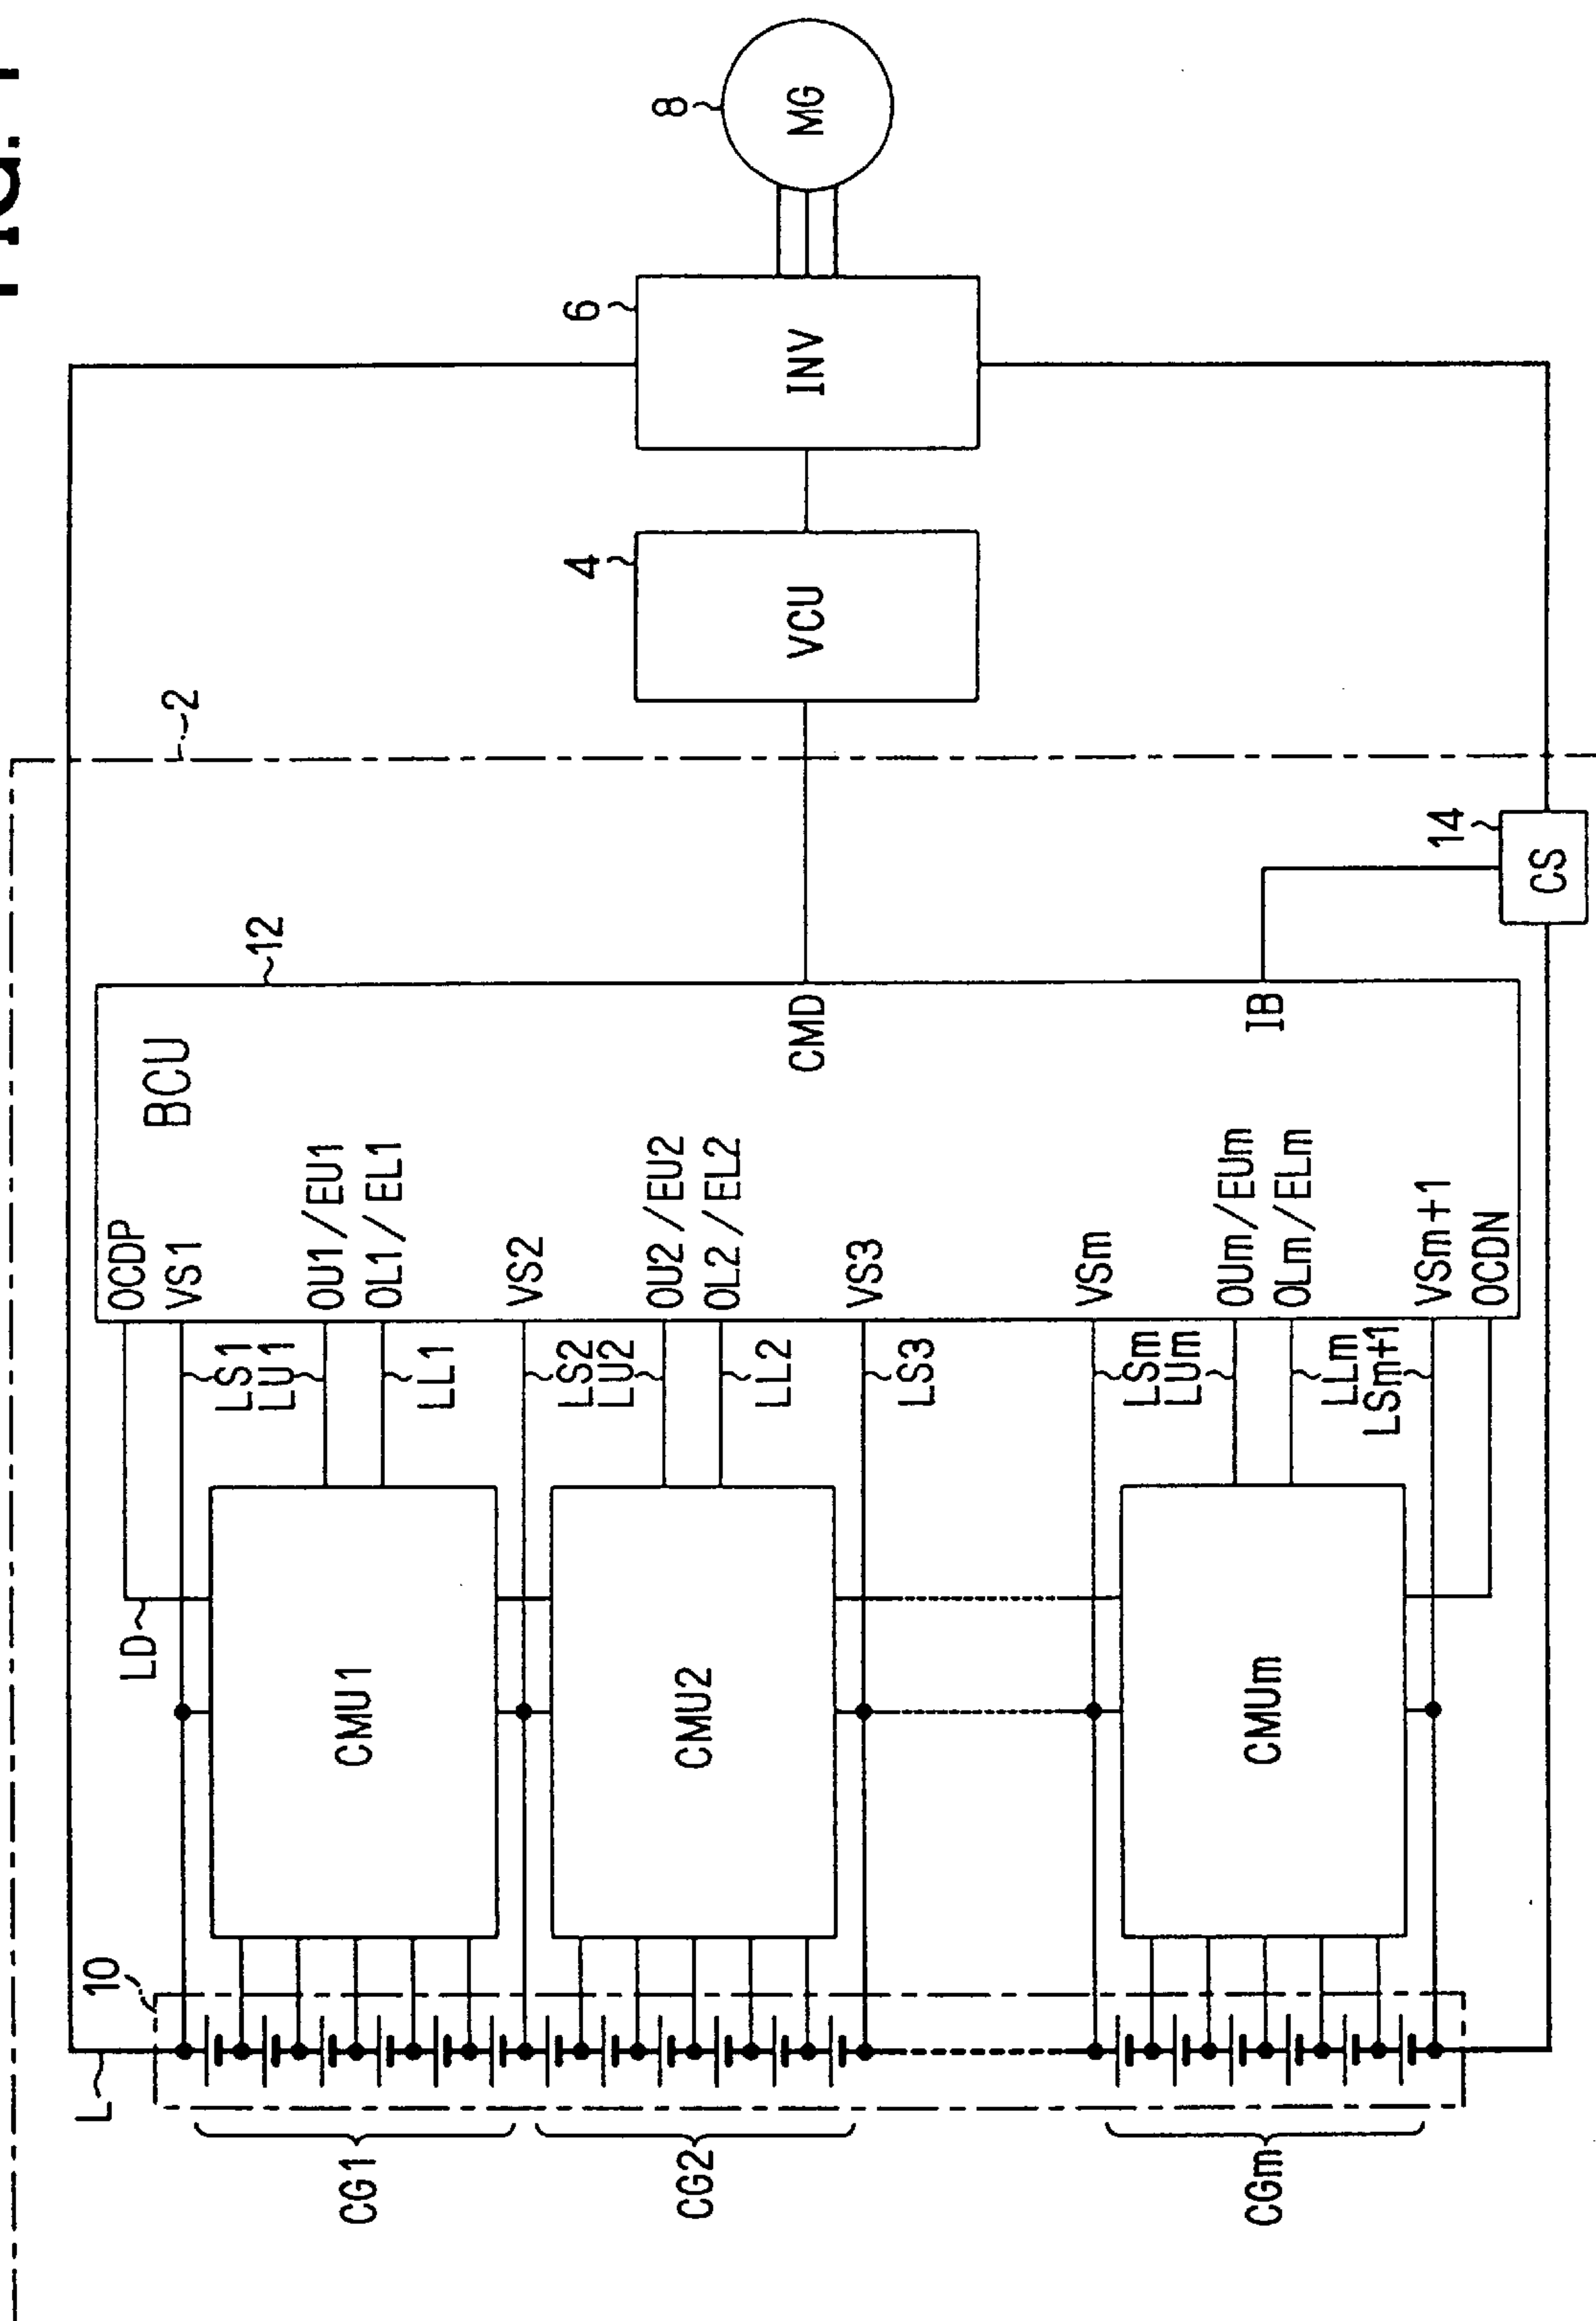 FIG. 1
8
MG
6
INV
4
VCU
2
14
CS
12
BCU
CMD
IB
OCDP
VS1
OU1/EU1
OL1/EL1
VS2
OU2/EU2
OL2/EL2
VS3
VSm
OUm/EUm
OLm/ELm
VSm+1
OCDN
LS1
LU1
LL1
LS2
LU2
LL2
LS3
LSm
LUm
LLm
LSm+1
LD
CMU1
CMU2
CMUm
10
L
CG1
CG2
CGm